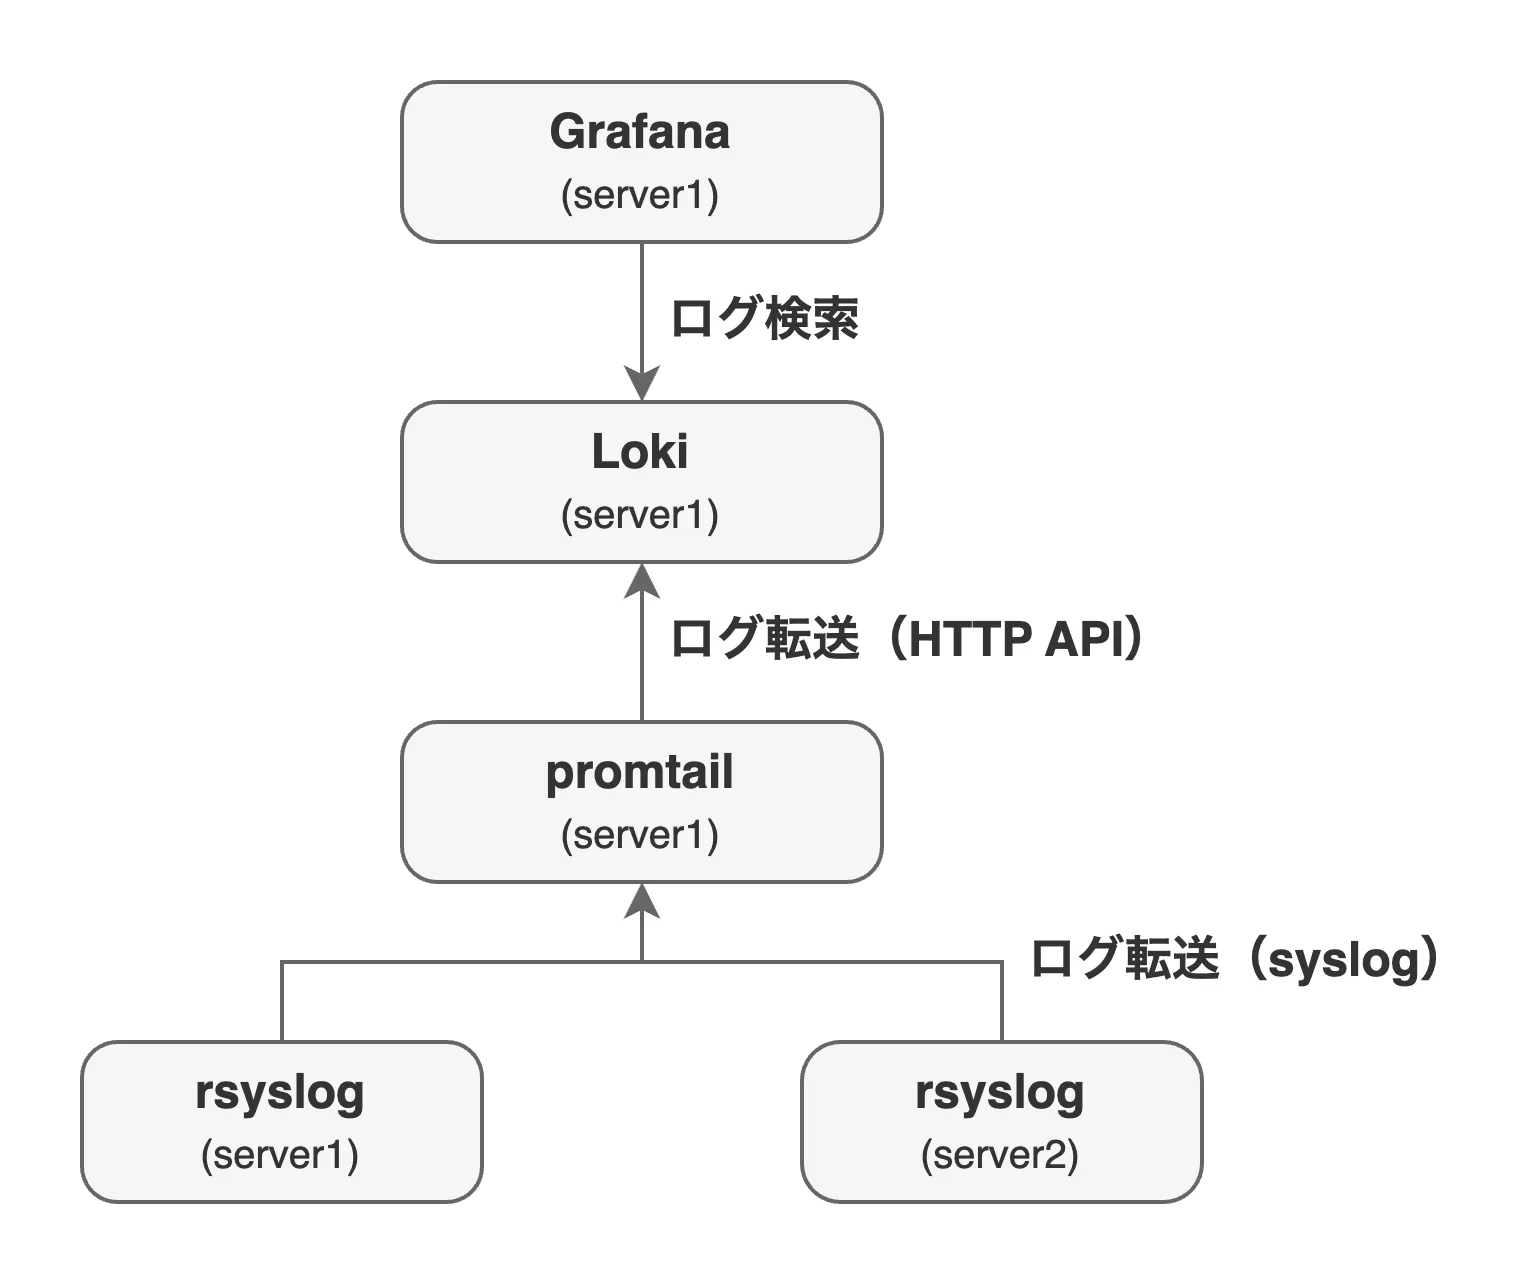 Grafana
(server1)
ログ検索
Loki
(server1)
ログ転送（HTTP API）
promtail
(server1)
ログ転送（syslog）
rsyslog
(server1)
rsyslog
(server2)